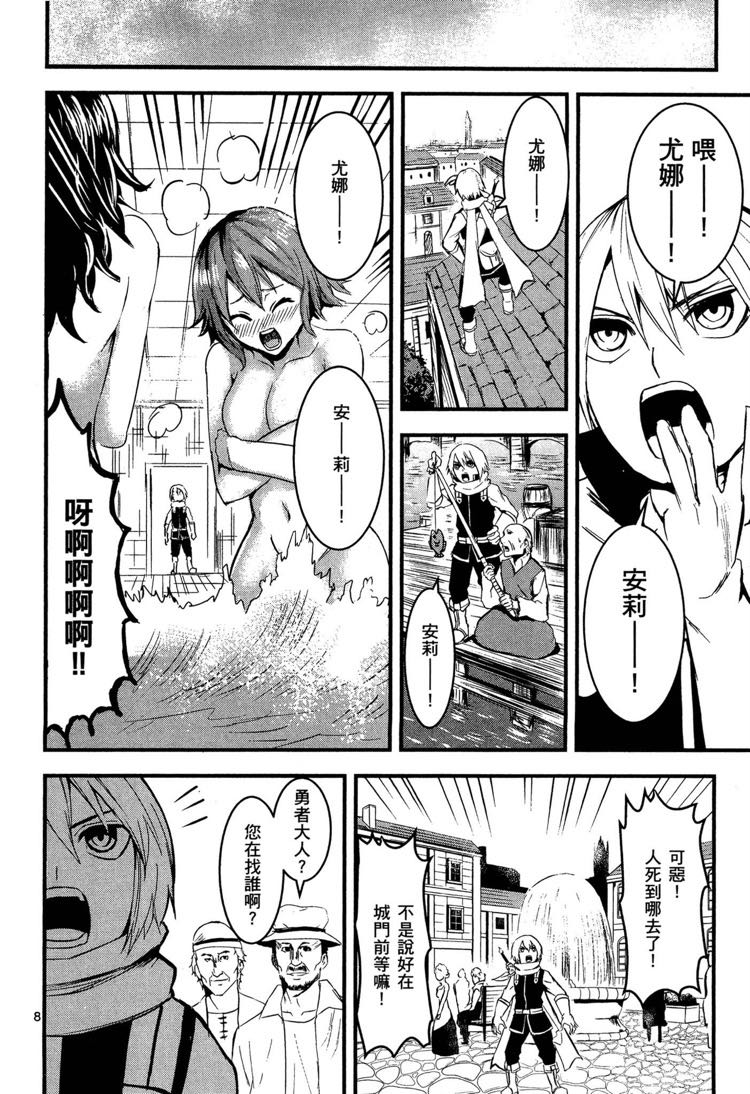 喂──！
尤娜──！
安莉──！
尤娜──！
安莉──！
尤娜──！
安──莉──！
呀啊啊啊啊!!
可惡！
人死到哪去了！
不是說好在
城門前等嘛！
勇者大人？
您在找誰啊？
8